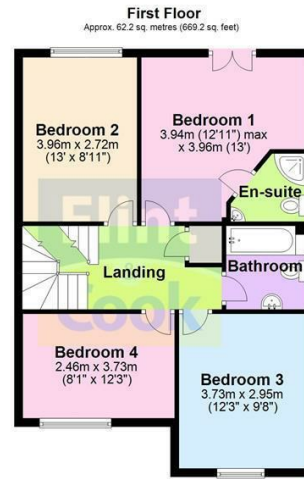 First Floor
Approx. 62.2 sq. metres (669.2 sq. feet)
Bedroom 2
3.96m x 2.72m
(13' x 8'11")
Bedroom 1
3.94m (12'11") max
x 3.96m (13')
En-suite
Flint
Cook
Landing
Bathroom
Bedroom 4
2.46m x 3.73m
(8'1" x 12'3")
Bedroom 3
3.73m x 2.95m
(12'3" x 9'8")